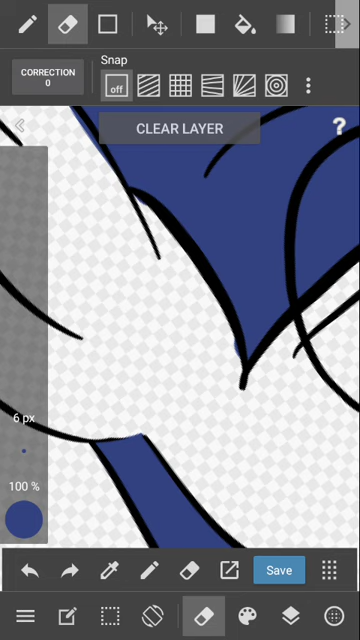 Snap
CORRECTION
0
off
CLEAR LAYER
?
6 px
100 %
Save